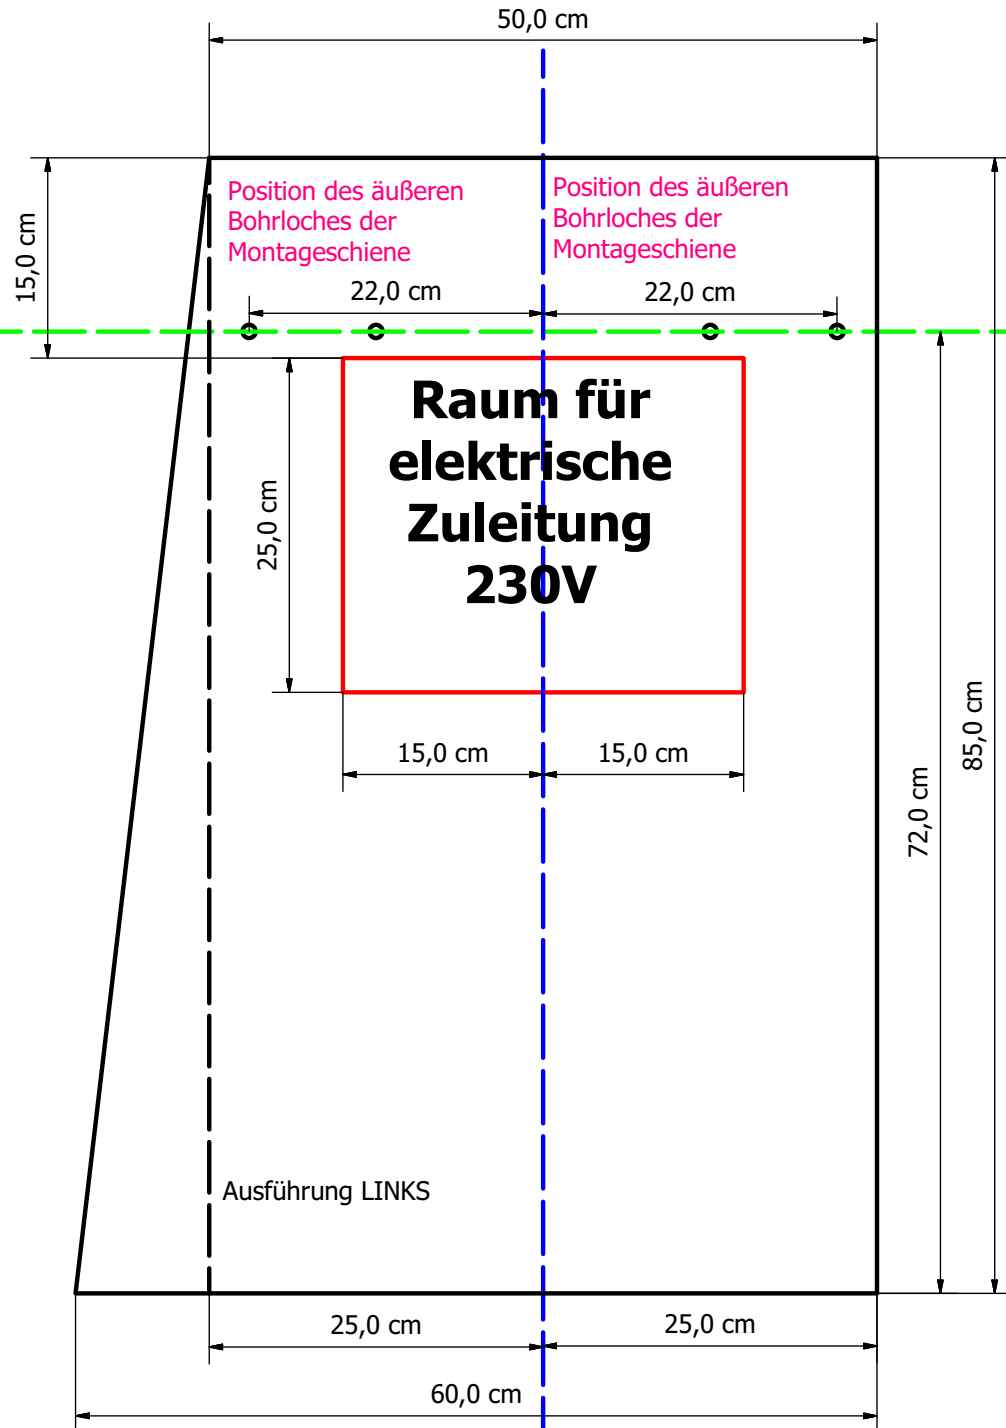 50,0 cm
Position des äußeren
Bohrloches der
Montageschiene
Position des äußeren
Bohrloches der
Montageschiene
15,0 cm
22,0 cm
22,0 cm
Raum für
elektrische
Zuleitung
230V
25,0 cm
15,0 cm
15,0 cm
85,0 cm
72,0 cm
Ausführung LINKS
25,0 cm
25,0 cm
60,0 cm